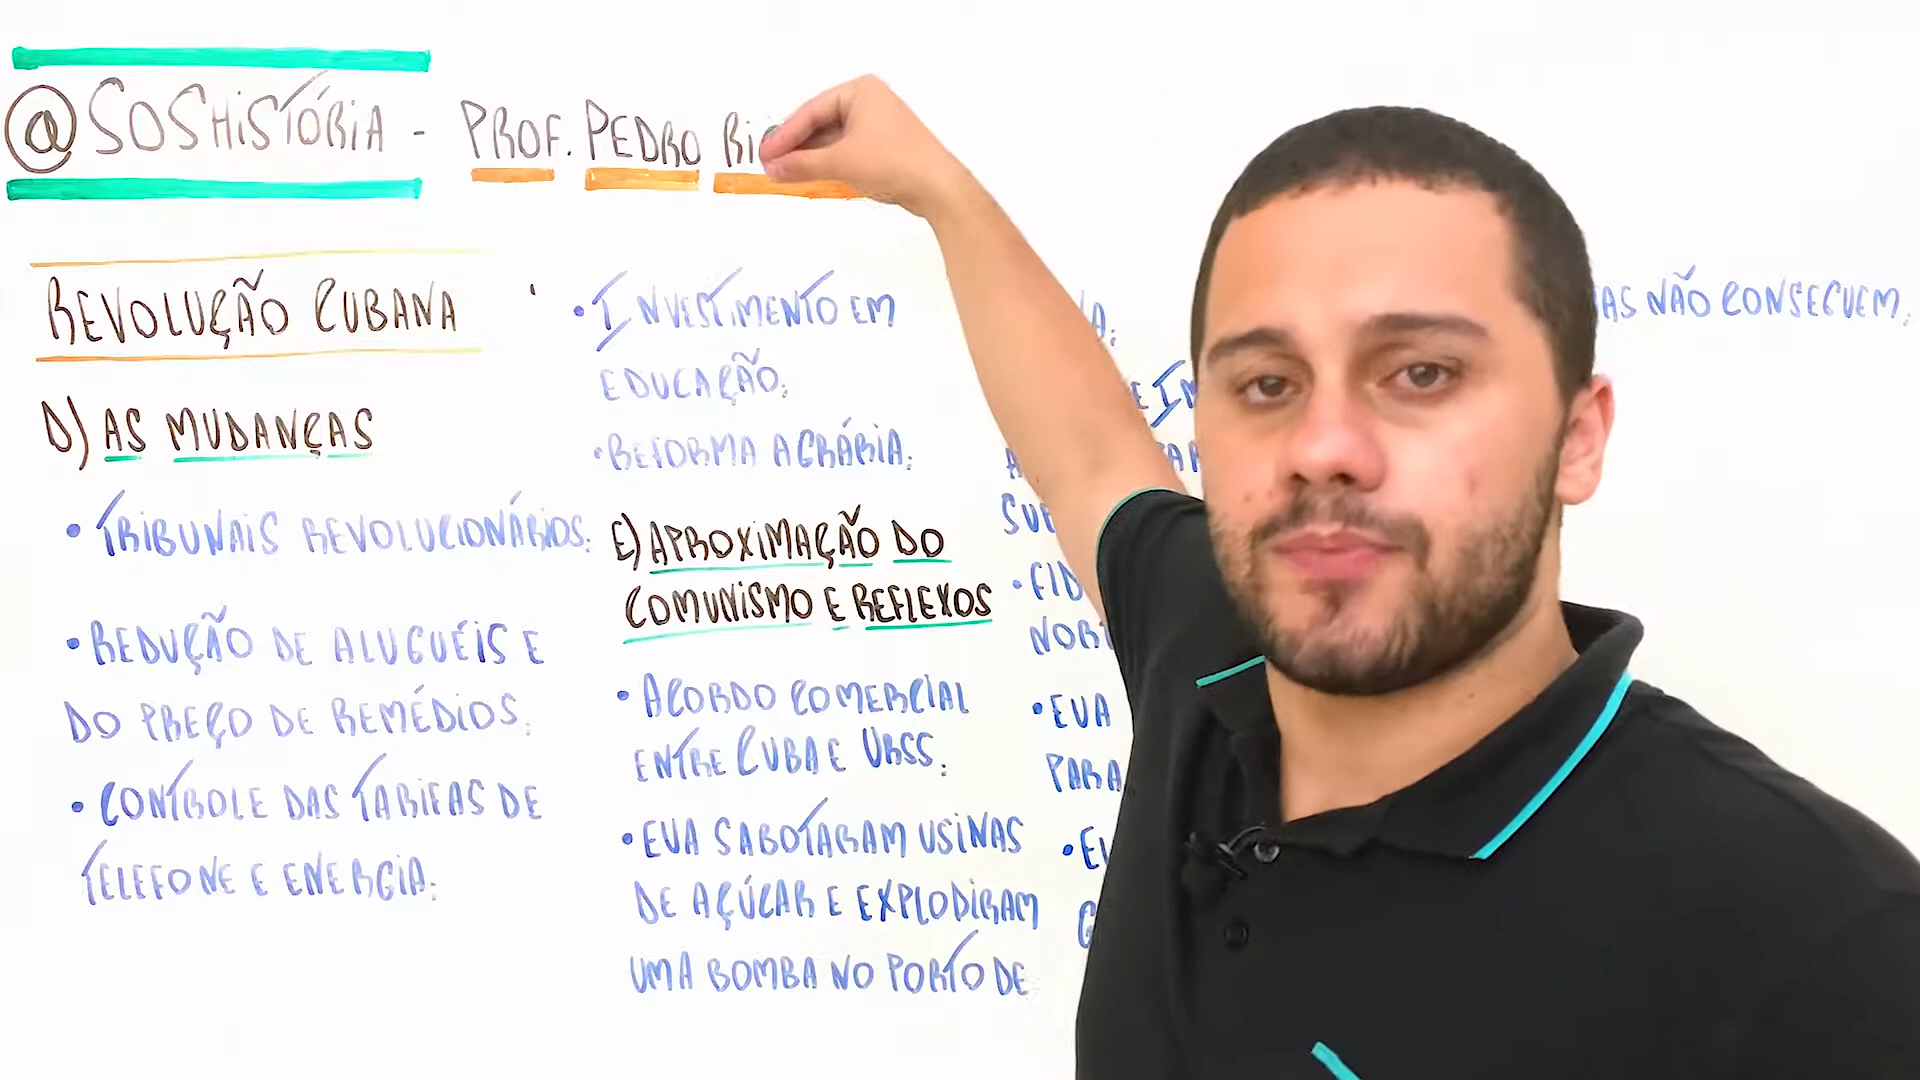 @SOSHISTÓRIA - PROF. PEDRO
REVOLUÇÃO CUBANA
D) AS MUDANÇAS
• TRIBUNAIS REVOLUCIONÁRIOS;
• REDUÇÃO DE ALUGUÉIS E
DO PREÇO DE REMÉDIOS;
• CONTROLE DAS TARIFAS DE
TELEFONE E ENERGIA;
• INVESTIMENTO EM
EDUCAÇÃO;
• REFORMA AGRÁRIA;
E) APROXIMAÇÃO DO
COMUNISMO E REFLEXOS
• ACORDO COMERCIAL
ENTRE CUBA E URSS;
• EUA SABOTARAM USINAS
DE AÇÚCAR E EXPLODIRAM
UMA BOMBA NO PORTO DE
NÃO CONSEGUEM;
E
• EUA
PARA